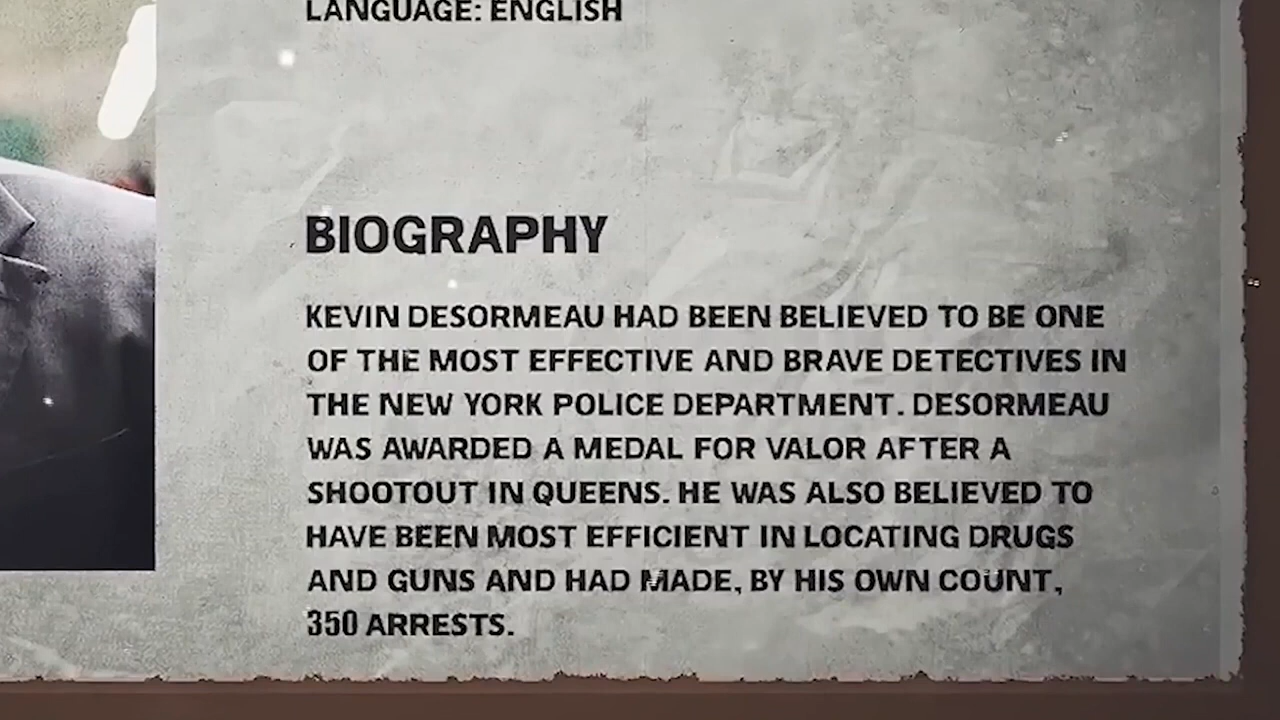 LANGUAGE: ENGLISH
BIOGRAPHY
KEVIN DESORMEAU HAD BEEN BELIEVED TO BE ONE
OF THE MOST EFFECTIVE AND BRAVE DETECTIVES IN
THE NEW YORK POLICE DEPARTMENT. DESORMEAU
WAS AWARDED A MEDAL FOR VALOR AFTER A
SHOOTOUT IN QUEENS. HE WAS ALSO BELIEVED TO
HAVE BEEN MOST EFFICIENT IN LOCATING DRUGS
AND GUNS AND HAD MADE, BY HIS OWN COUNT,
350 ARRESTS.